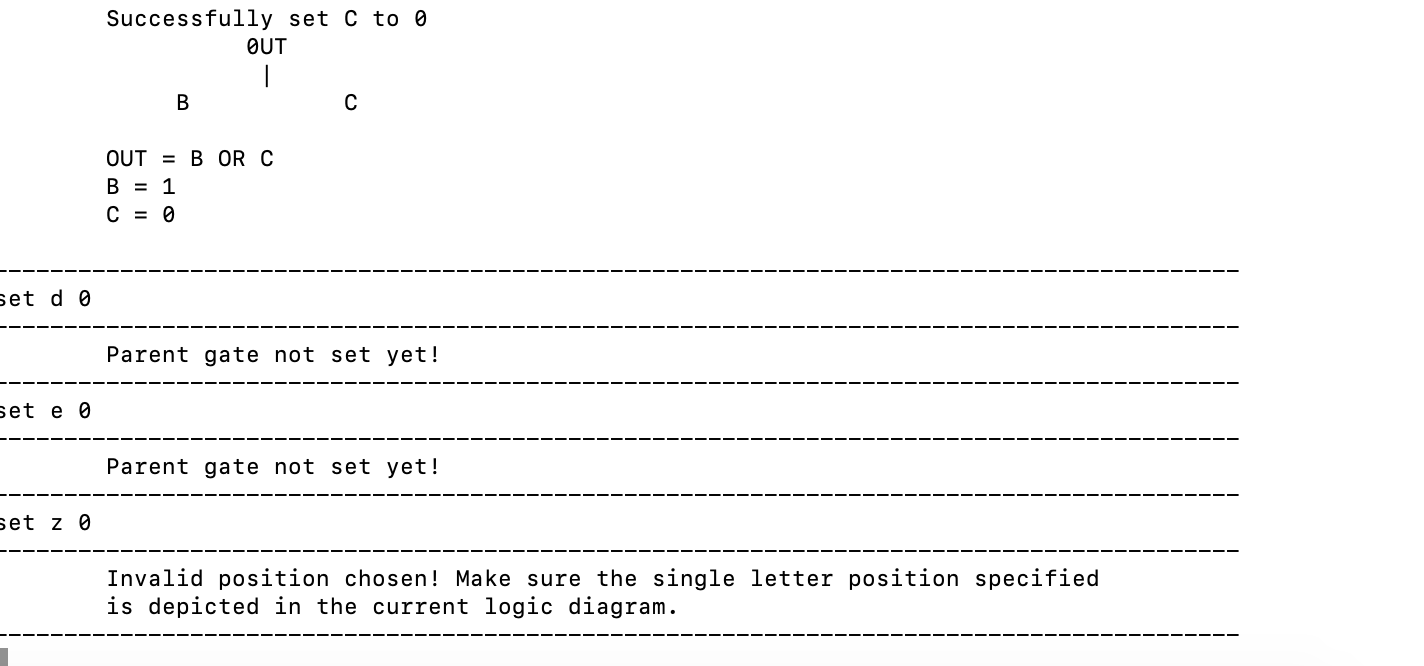 Successfully set C to 0
0UT
|
B C
OUT = B OR C
B = 1
C = 0
-----------------------------------------------------------------------------------------
set d 0
-----------------------------------------------------------------------------------------
Parent gate not set yet!
-----------------------------------------------------------------------------------------
set e 0
-----------------------------------------------------------------------------------------
Parent gate not set yet!
-----------------------------------------------------------------------------------------
set z 0
-----------------------------------------------------------------------------------------
Invalid position chosen! Make sure the single letter position specified
is depicted in the current logic diagram.
-----------------------------------------------------------------------------------------